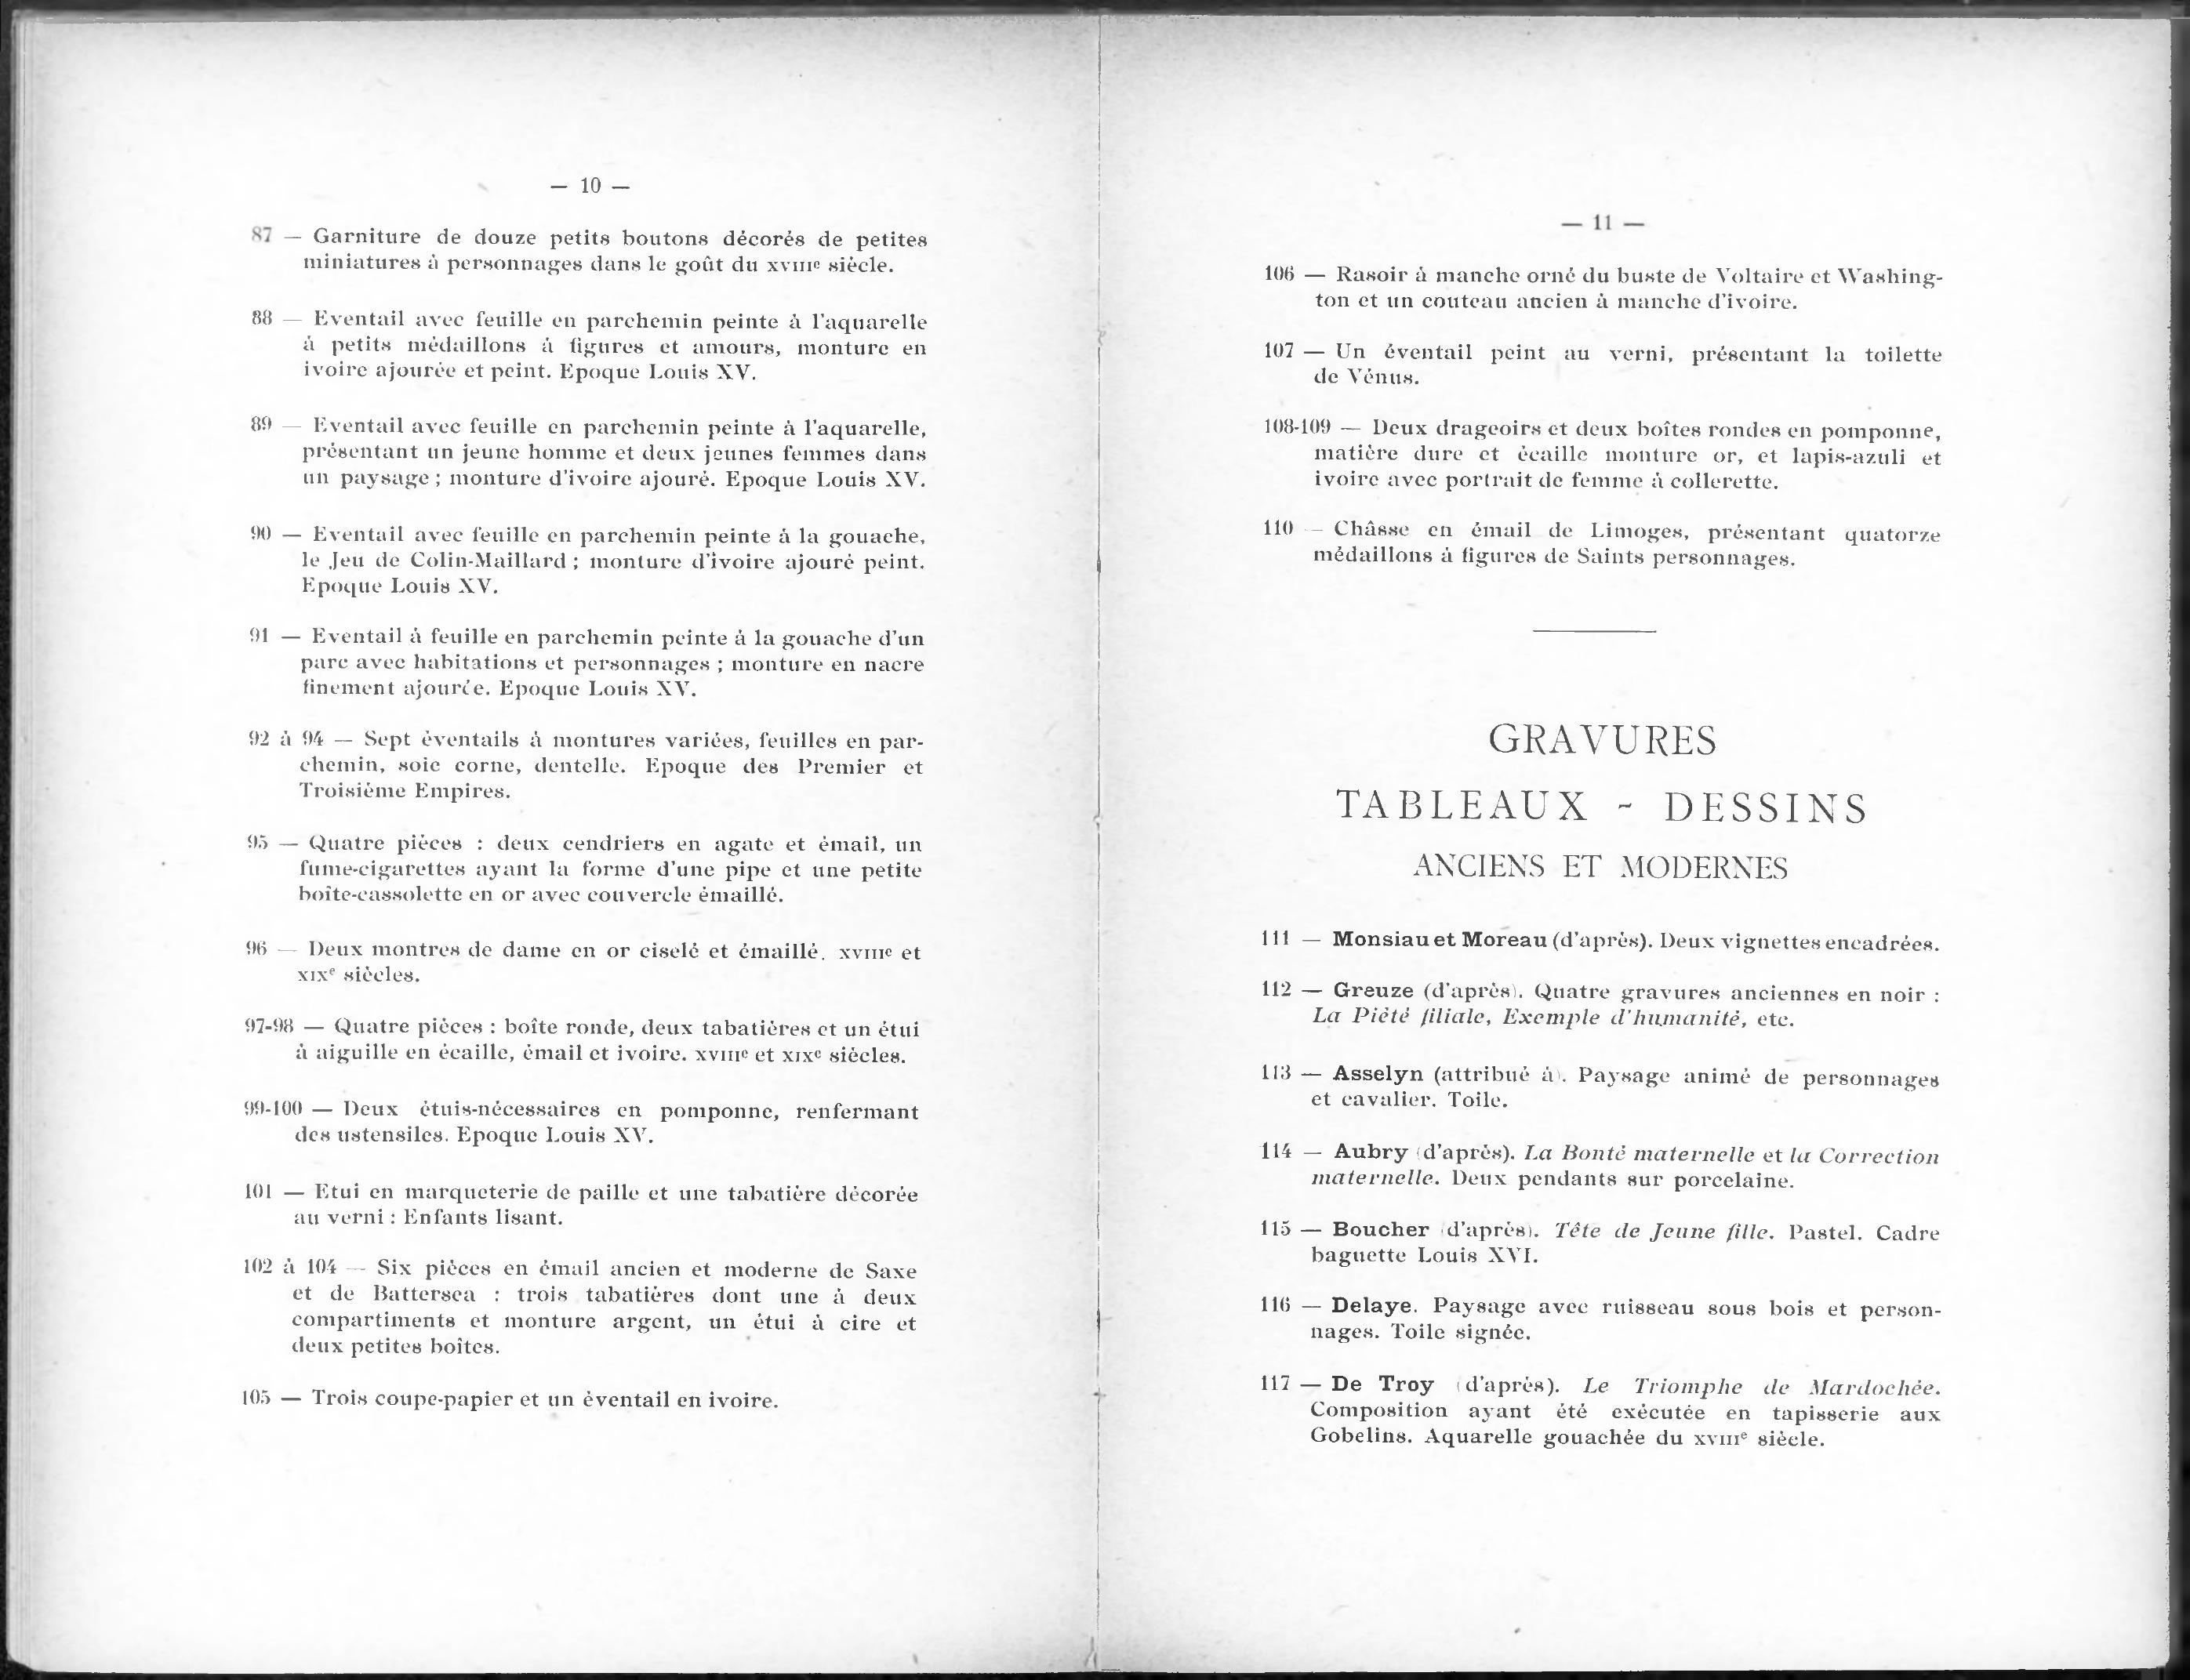 — 10 —
87 — Garniture de douze petits boutons décorés de petites
miniatures à personnages dans le goût du XVIIIe siècle.
88 — Eventail avec feuille en parchemin peinte à l'aquarelle
à petits médaillons à figures et amours, monture en
ivoire ajourée et peint. Epoque Louis XV.
89 — Eventail avec feuille en parchemin peinte à l'aquarelle,
présentant un jeune homme et deux jeunes femmes dans
un paysage ; monture d'ivoire ajouré. Epoque Louis XV.
90 — Eventail avec feuille en parchemin peinte à la gouache,
le Jeu de Colin-Maillard ; monture d'ivoire ajouré peint.
Epoque Louis XV.
91 — Eventail à feuille en parchemin peinte à la gouache d'un
parc avec habitations et personnages ; monture en nacre
finement ajourée. Epoque Louis XV.
92 à 94 — Sept éventails à montures variées, feuilles en par-
chemin, soie corne, dentelle. Epoque des Premier et
Troisième Empires.
95 — Quatre pièces : deux cendriers en agate et émail, un
fume-cigarettes ayant la forme d'une pipe et une petite
boîte-cassolette en or avec couvercle émaillé.
96 — Deux montres de dame en or ciselé et émaillé. XVIIIe et
XIXe siècles.
97-98 — Quatre pièces : boîte ronde, deux tabatières et un étui
à aiguille en écaille, émail et ivoire. XVIIIe et XIXe siècles.
99-100 — Deux étuis-nécessaires en pomponne, renfermant
des ustensiles. Epoque Louis XV.
101 — Etui en marqueterie de paille et une tabatière décorée
au verni : Enfants lisant.
102 à 104 — Six pièces en émail ancien et moderne de Saxe
et de Battersea : trois tabatières dont une à deux
compartiments et monture argent, un étui à cire et
deux petites boîtes.
105 — Trois coupe-papier et un éventail en ivoire.
— 11 —
106 — Rasoir à manche orné du buste de Voltaire et Washing-
ton et un couteau ancien à manche d'ivoire.
107 — Un éventail peint au verni, présentant la toilette
de Vénus.
108-109 — Deux drageoirs et deux boîtes rondes en pomponne,
matière dure et écaille monture or, et lapis-azuli et
ivoire avec portrait de femme à collerette.
110 — Châsse en émail de Limoges, présentant quatorze
médaillons à figures de Saints personnages.
GRAVURES
TABLEAUX - DESSINS
ANCIENS ET MODERNES
111 — Monsiau et Moreau (d'après). Deux vignettes encadrées.
112 — Greuze (d'après). Quatre gravures anciennes en noir :
La Piété filiale, Exemple d'humanité, etc.
113 — Asselyn (attribué à). Paysage animé de personnages
et cavalier. Toile.
114 — Aubry (d'après). La Bonté maternelle et la Correction
maternelle. Deux pendants sur porcelaine.
115 — Boucher (d'après). Tête de Jeune fille. Pastel. Cadre
baguette Louis XVI.
116 — Delaye. Paysage avec ruisseau sous bois et person-
nages. Toile signée.
117 — De Troy (d'après). Le Triomphe de Mardochée.
Composition ayant été exécutée en tapisserie aux
Gobelins. Aquarelle gouachée du XVIIIe siècle.